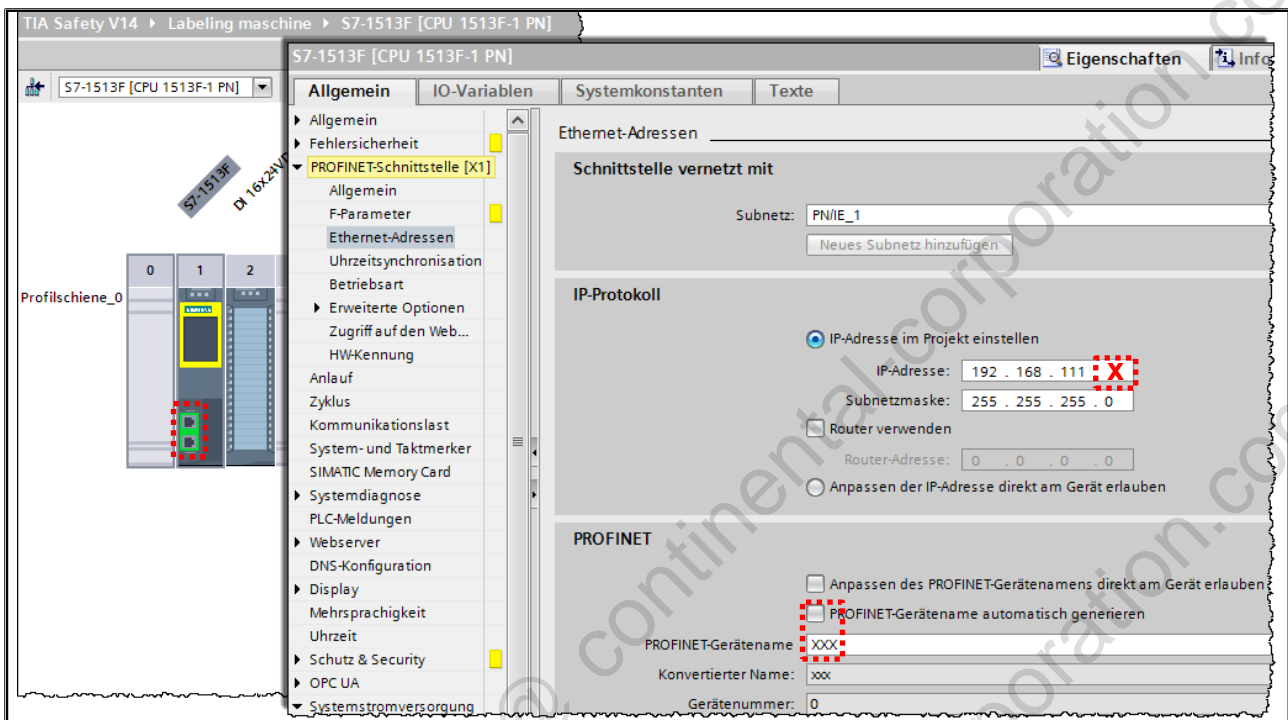 TIA Safety V14 ▸ Labeling maschine ▸ S7-1513F [CPU 1513F-1 PN]
S7-1513F [CPU 1513F-1 PN]
Eigenschaften
Info
S7-1513F [CPU 1513F-1 PN]
Allgemein
IO-Variablen
Systemkonstanten
Texte
Allgemein
Fehlersicherheit
PROFINET-Schnittstelle [X1]
Allgemein
F-Parameter
Ethernet-Adressen
Uhrzeitsynchronisation
Betriebsart
Erweiterte Optionen
Zugriff auf den Web...
HW-Kennung
Anlauf
Zyklus
Kommunikationslast
System- und Taktmerker
SIMATIC Memory Card
Systemdiagnose
PLC-Meldungen
Webserver
DNS-Konfiguration
Display
Mehrsprachigkeit
Uhrzeit
Schutz & Security
OPC UA
Systemstromversorgung
S7-1513F
DI 16x24VD
0
1
2
Profilschiene_0
SIEMENS
Ethernet-Adressen
Schnittstelle vernetzt mit
Subnetz: PN/IE_1
Neues Subnetz hinzufügen
IP-Protokoll
IP-Adresse im Projekt einstellen
IP-Adresse: 192 . 168 . 111 X
Subnetzmaske: 255 . 255 . 255 . 0
Router verwenden
Router-Adresse: 0 . 0 . 0 . 0
Anpassen der IP-Adresse direkt am Gerät erlauben
PROFINET
Anpassen des PROFINET-Gerätenamens direkt am Gerät erlauben
PROFINET-Gerätename automatisch generieren
PROFINET-Gerätename XXX
Konvertierter Name: xxx
Gerätenummer: 0
@ continental-corporation.com
corporation.com